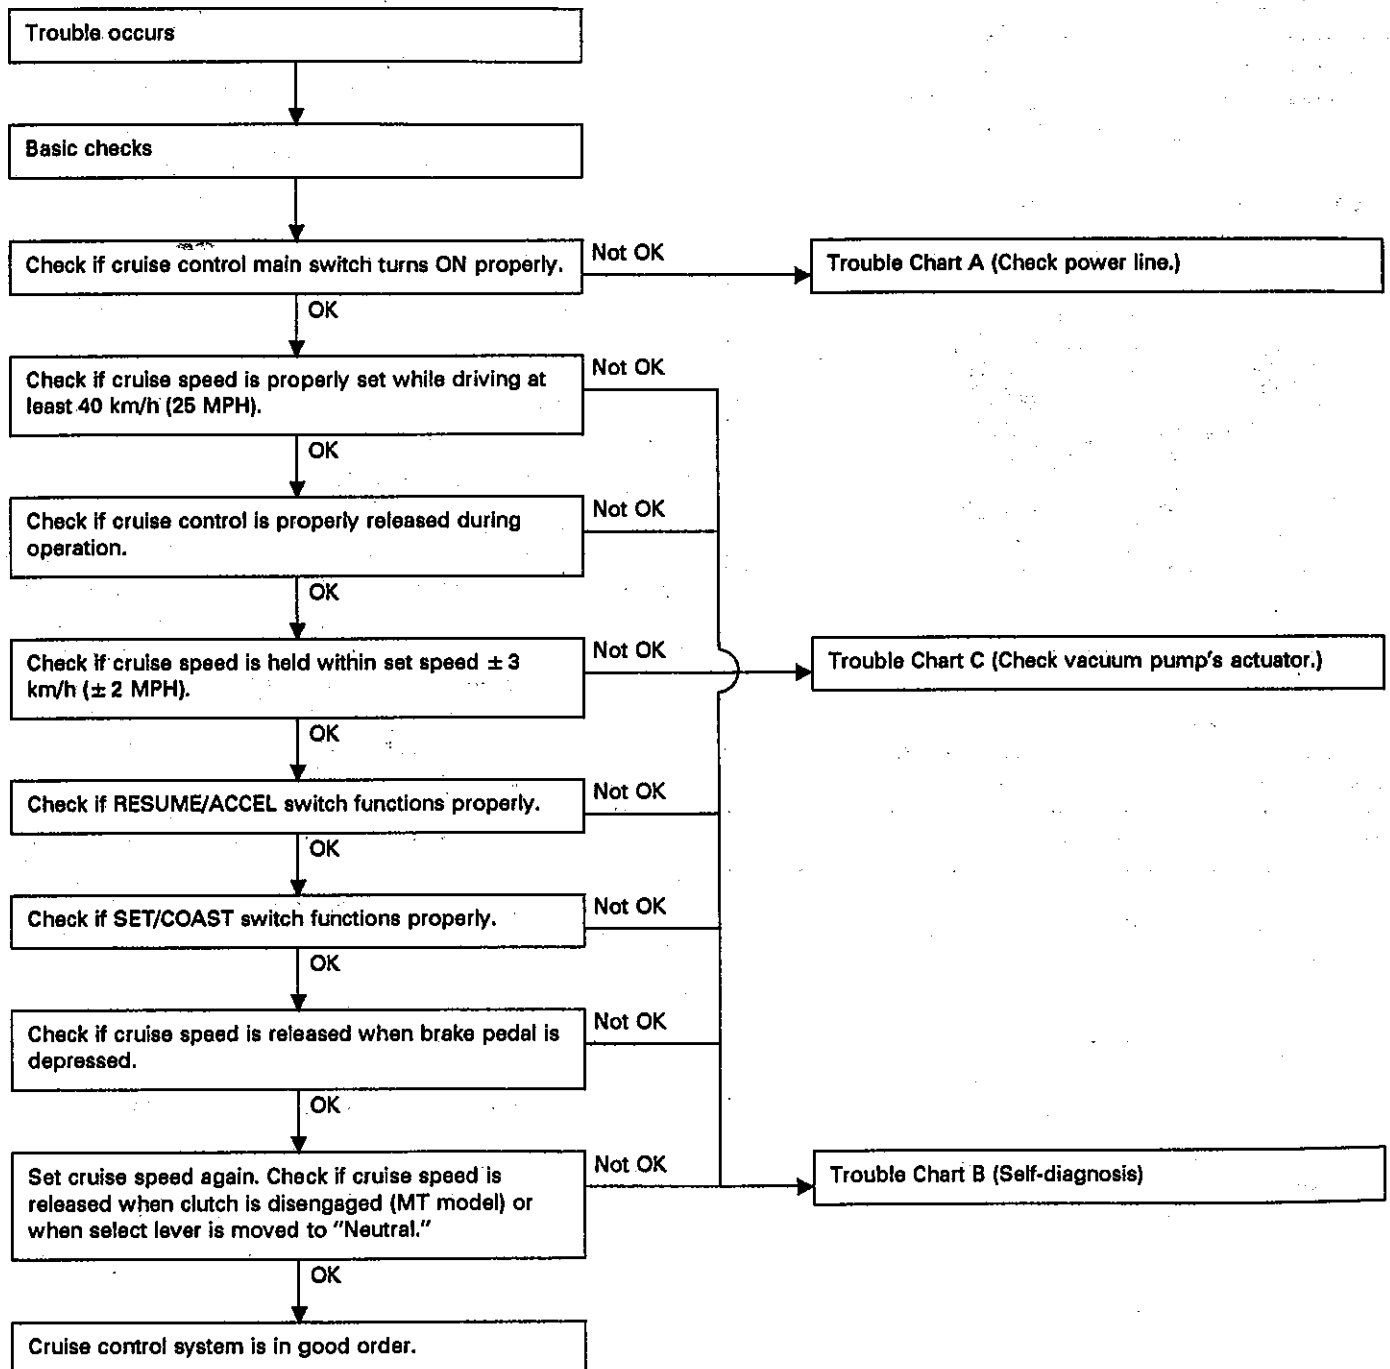 Trouble occurs
Basic checks
Check if cruise control main switch turns ON properly.
Not OK
Trouble Chart A (Check power line.)
OK
Check if cruise speed is properly set while driving at
least 40 km/h (25 MPH).
Not OK
OK
Check if cruise control is properly released during
operation.
Not OK
OK
Check if cruise speed is held within set speed ± 3
km/h (± 2 MPH).
Not OK
Trouble Chart C (Check vacuum pump's actuator.)
OK
Check if RESUME/ACCEL switch functions properly.
Not OK
OK
Check if SET/COAST switch functions properly.
Not OK
OK
Check if cruise speed is released when brake pedal is
depressed.
Not OK
OK
Set cruise speed again. Check if cruise speed is
released when clutch is disengaged (MT model) or
when select lever is moved to "Neutral."
Not OK
Trouble Chart B (Self-diagnosis)
OK
Cruise control system is in good order.